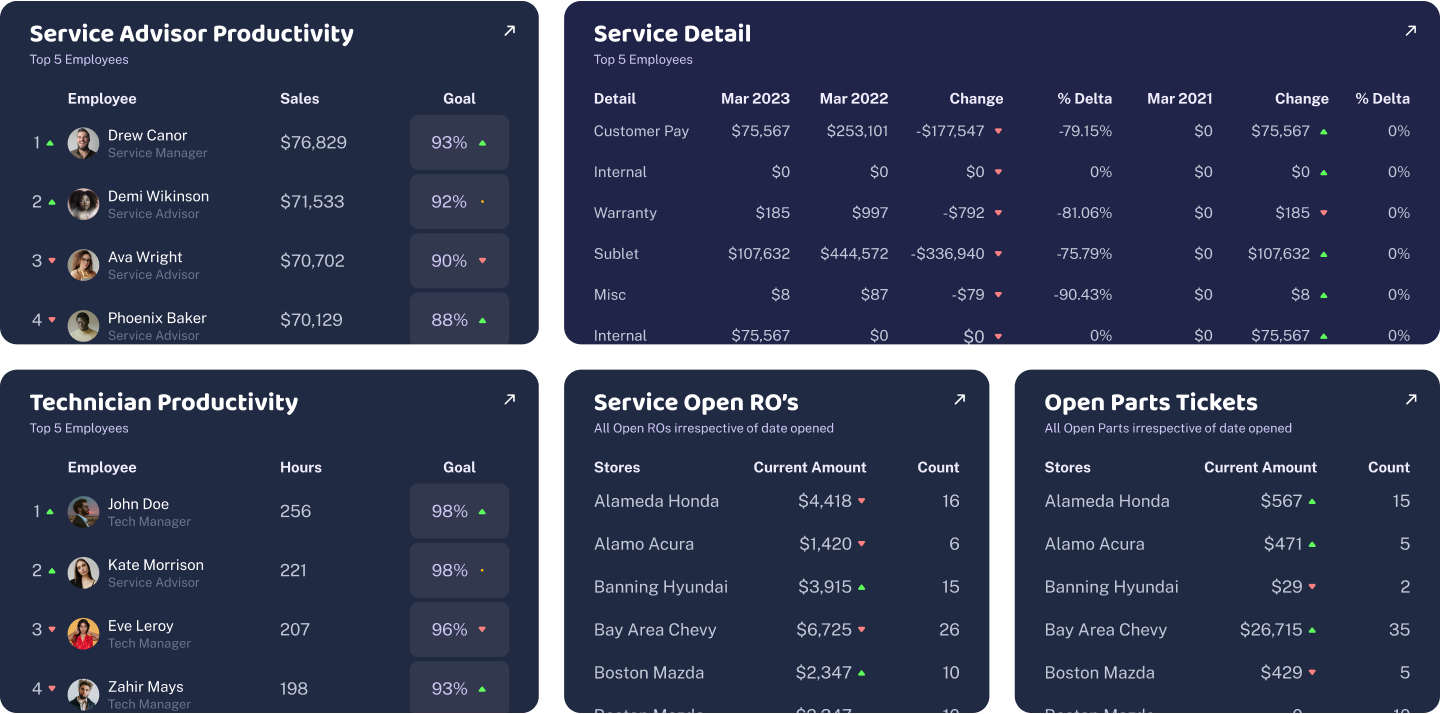 Service Advisor Productivity
Top 5 Employees
Employee Sales Goal
1 Drew Canor $76,829 93%
Service Manager
2 Demi Wikinson $71,533 92%
Service Advisor
3 Ava Wright $70,702 90%
Service Advisor
4 Phoenix Baker $70,129 88%
Service Advisor
Service Detail
Top 5 Employees
Detail Mar 2023 Mar 2022 Change % Delta Mar 2021 Change % Delta
Customer Pay $75,567 $253,101 -$177,547 -79.15% $0 $75,567 0%
Internal $0 $0 $0 0% $0 $0 0%
Warranty $185 $997 -$792 -81.06% $0 $185 0%
Sublet $107,632 $444,572 -$336,940 -75.79% $0 $107,632 0%
Misc $8 $87 -$79 -90.43% $0 $8 0%
Internal $75,567 $0 $0 0% $0 $75,567 0%
Technician Productivity
Top 5 Employees
Employee Hours Goal
1 John Doe 256 98%
Tech Manager
2 Kate Morrison 221 98%
Service Advisor
3 Eve Leroy 207 96%
Tech Manager
4 Zahir Mays 198 93%
Tech Manager
Service Open RO's
All Open ROs irrespective of date opened
Stores Current Amount Count
Alameda Honda $4,418 16
Alamo Acura $1,420 6
Banning Hyundai $3,915 15
Bay Area Chevy $6,725 26
Boston Mazda $2,347 10
Open Parts Tickets
All Open Parts irrespective of date opened
Stores Current Amount Count
Alameda Honda $567 15
Alamo Acura $471 5
Banning Hyundai $29 2
Bay Area Chevy $26,715 35
Boston Mazda $429 5